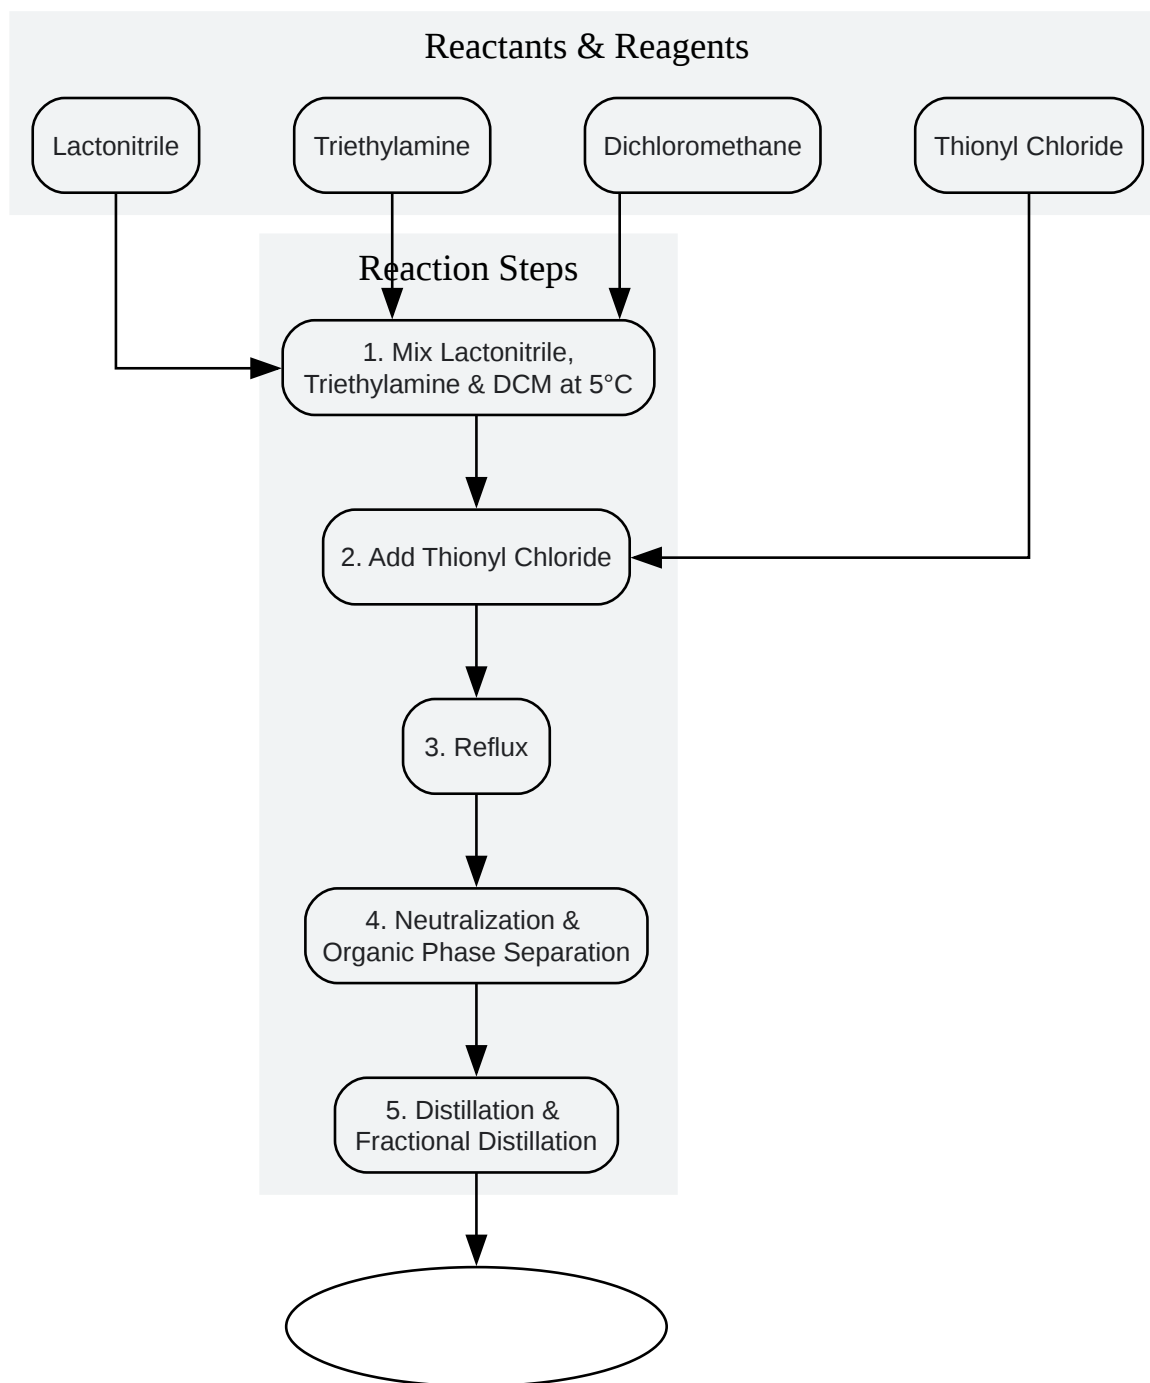 Reactants & Reagents
Lactonitrile
Triethylamine
Dichloromethane
Thionyl Chloride
Reaction Steps
1. Mix Lactonitrile,
Triethylamine & DCM at 5°C
2. Add Thionyl Chloride
3. Reflux
4. Neutralization &
Organic Phase Separation
5. Distillation &
Fractional Distillation